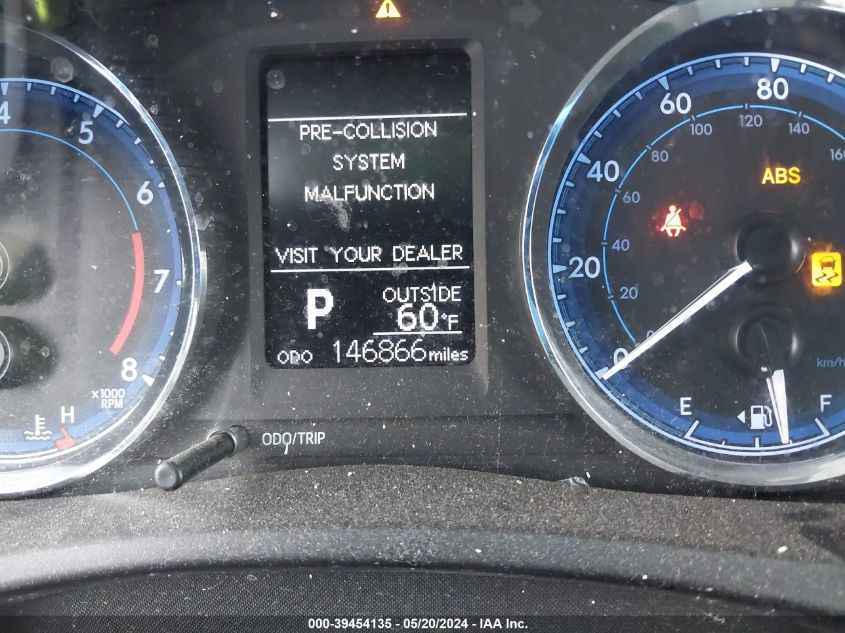 PRE-COLLISION
SYSTEM
MALFUNCTION
VISIT YOUR DEALER
P
OUTSIDE
60°F
ODO 146866 miles
4
5
6
7
8
x1000
RPM
H
ODO/TRIP
0
20
40
60
80
0
20
40
60
80
100
120
140
160
ABS
km/h
E
F
000-39454135 - 05/20/2024 - IAA Inc.